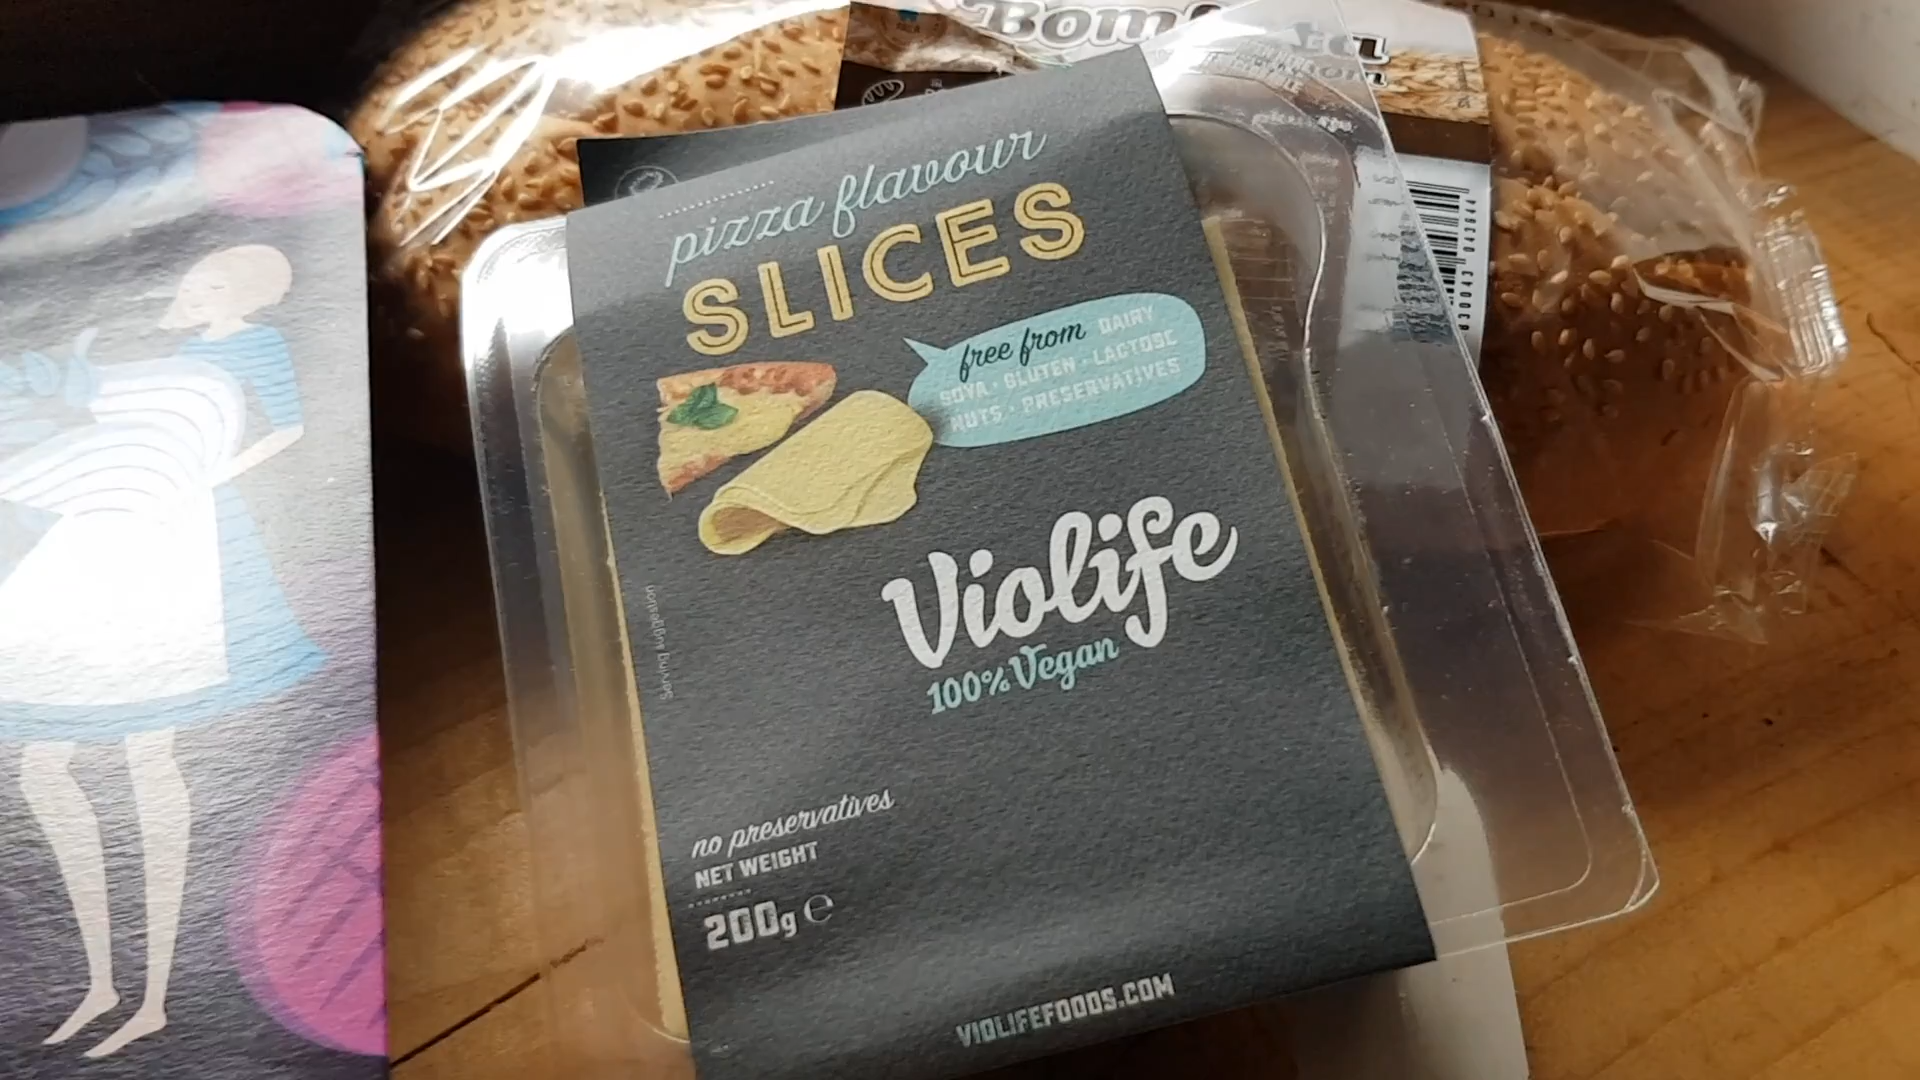 pizza flavour
SLICES
free from DAIRY
SOYA · GLUTEN · LACTOSE
NUTS · PRESERVATIVES
Violife
100% Vegan
Serving suggestion
no preservatives
NET WEIGHT
200g e
VIOLIFEFOODS.COM